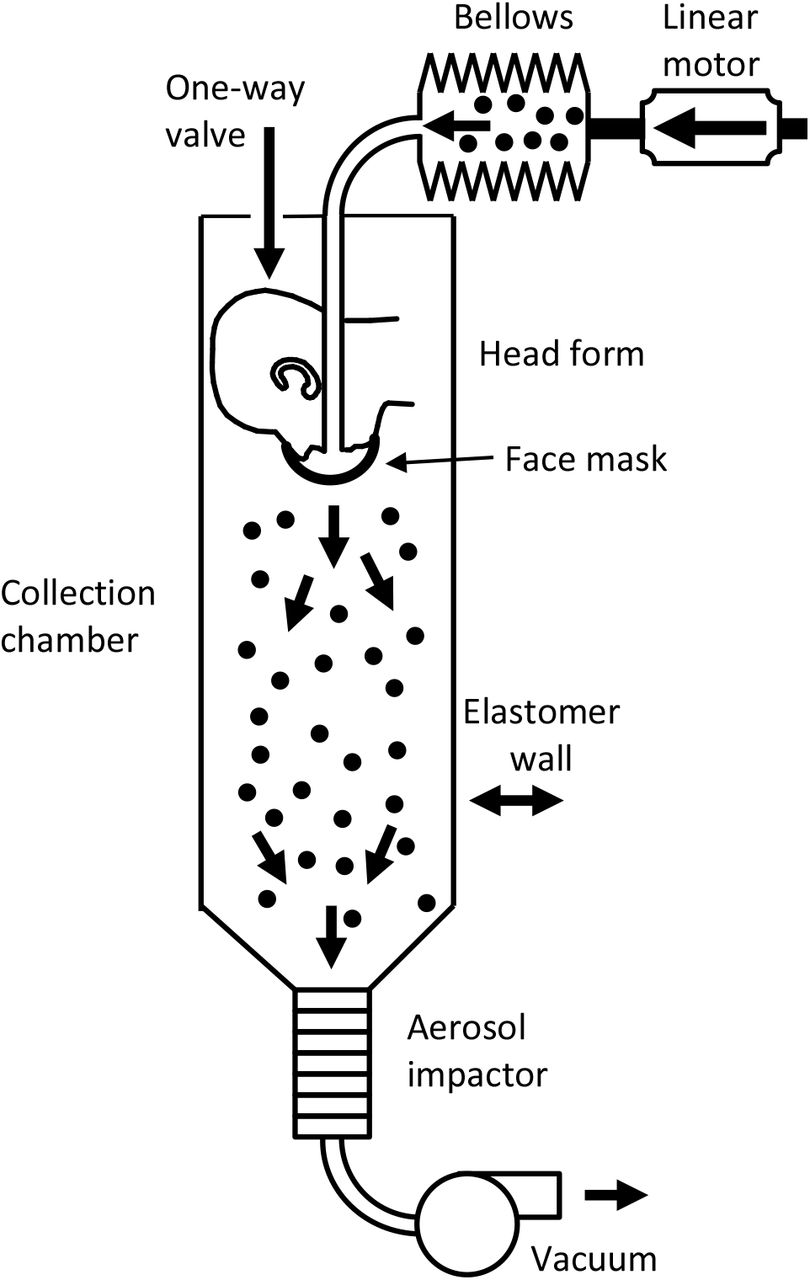 Bellows
Linear
motor
One-way
valve
Head form
Face mask
Collection
chamber
Elastomer
wall
Aerosol
impactor
Vacuum